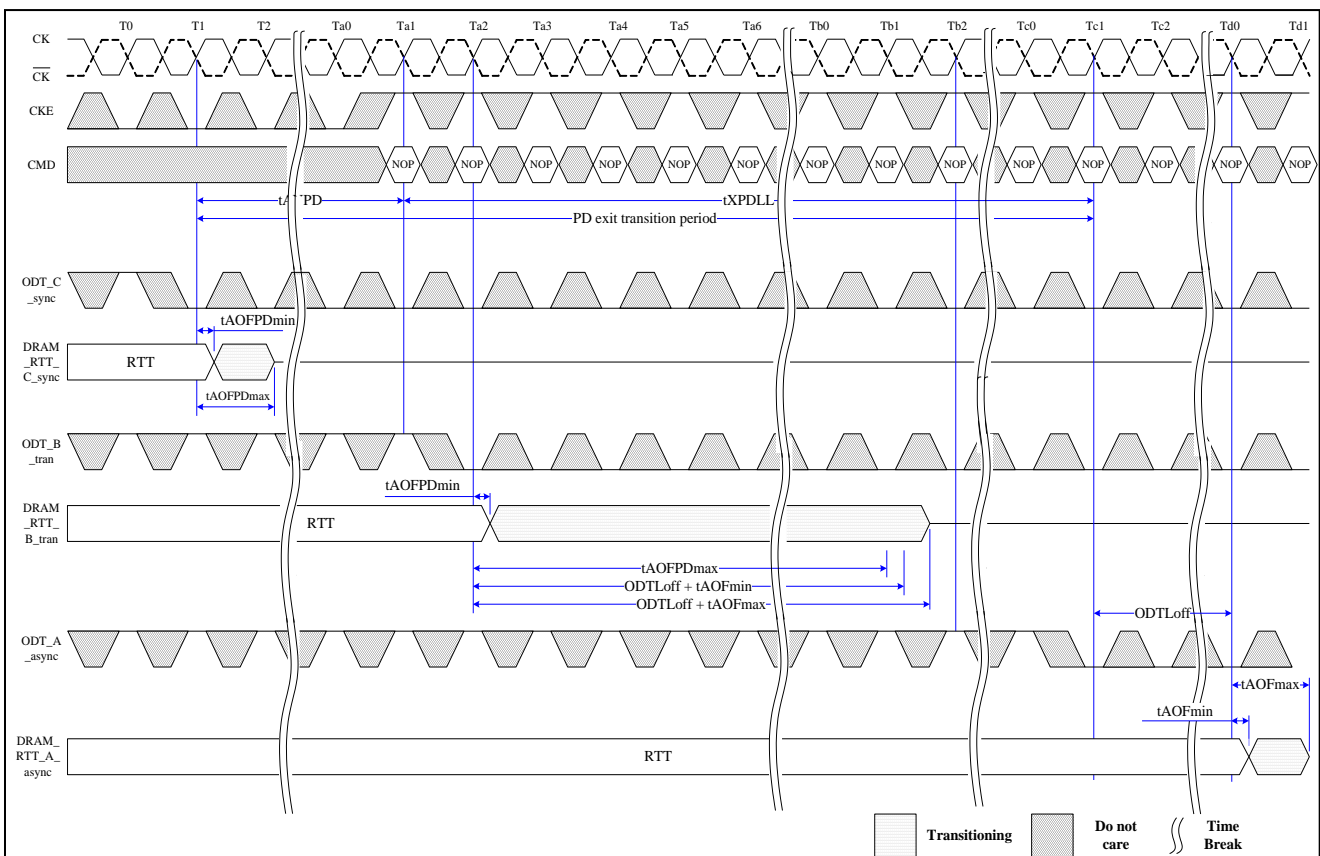 T0 T1 T2 Ta0 Ta1 Ta2 Ta3 Ta4 Ta5 Ta6 Tb0 Tb1 Tb2 Tc0 Tc1 Tc2 Td0 Td1
CK
CK
CKE
CMD
NOP NOP NOP NOP NOP NOP NOP NOP NOP NOP NOP NOP NOP NOP
tXPDLL
PD exit transition period
ODT_C
_sync
tAOFPDmin
DRAM
_RTT_
C_sync
RTT
tAOFPDmax
ODT_B
_tran
tAOFPDmin
DRAM
_RTT_
B_tran
RTT
tAOFPDmax
ODTLoff + tAOFmin
ODTLoff + tAOFmax
ODTLoff
ODT_A
_async
tAOFmax
tAOFmin
DRAM_
RTT_A_
async
RTT
Transitioning
Do not
care
Time
Break